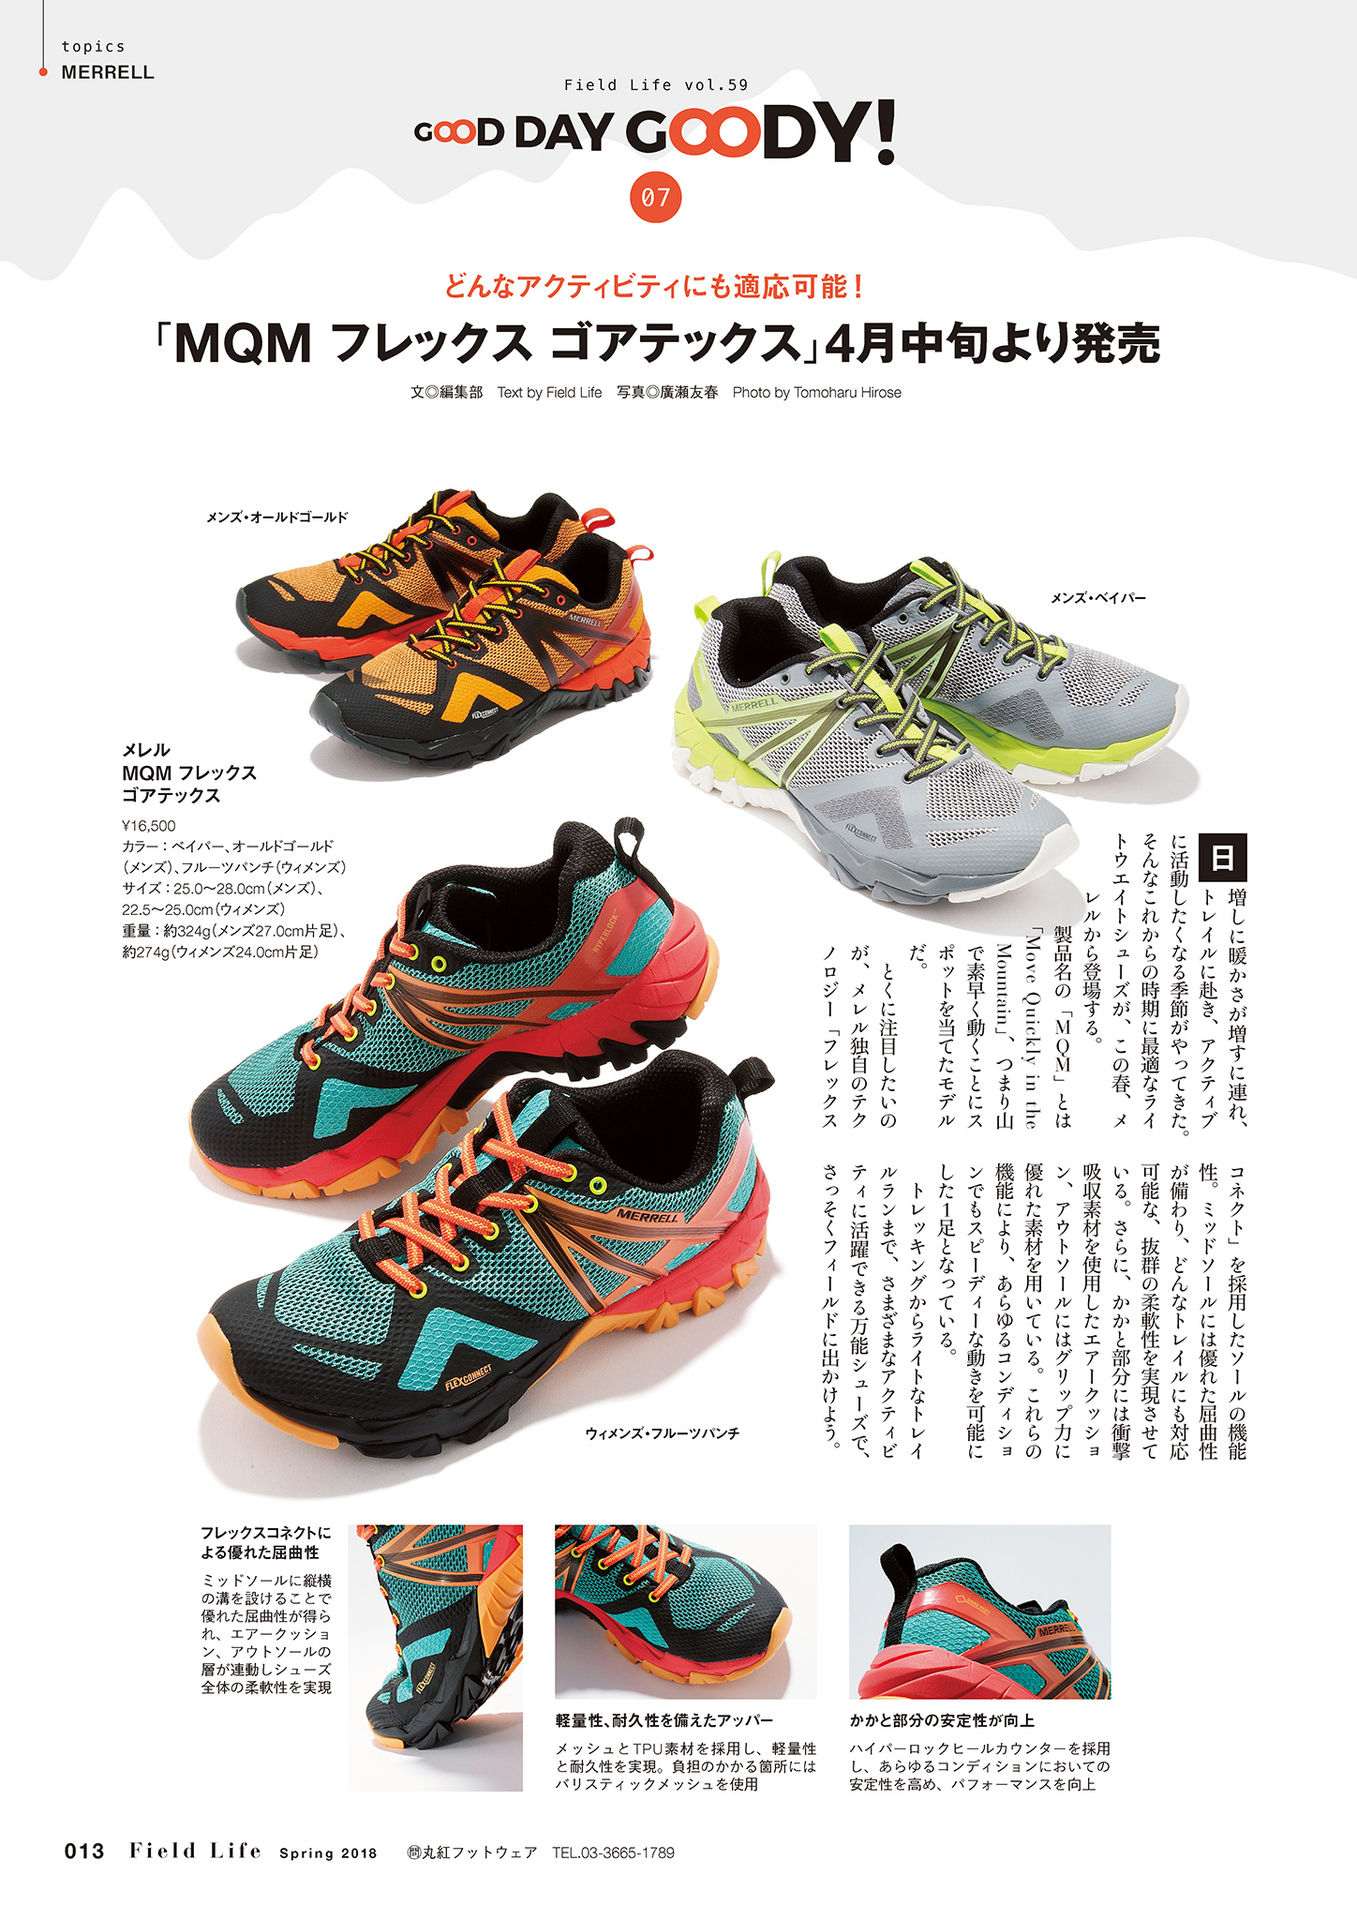 topics
MERRELL
Field Life vol.59
GOOD DAY GOODY!
07
どんなアクティビティにも適応可能！
「MQM フレックス ゴアテックス」4月中旬より発売
文◎編集部　Text by Field Life　写真◎廣瀬友春　Photo by Tomoharu Hirose
メンズ・オールドゴールド
メンズ・ベイパー
MERRELL
FLEXCONNECT
MERRELL
FLEXCONNECT
メレル
MQM フレックス
ゴアテックス
¥16,500
カラー：ベイパー、オールドゴールド
（メンズ）、フルーツパンチ（ウィメンズ）
サイズ：25.0〜28.0cm（メンズ）、
22.5〜25.0cm（ウィメンズ）
重量：約324g（メンズ27.0cm片足）、
約274g（ウィメンズ24.0cm片足）
HYPERLOCK
MERRELL
FLEXCONNECT
ウィメンズ・フルーツパンチ
日増しに暖かさが増すに連れ、
トレイルに赴き、アクティブ
に活動したくなる季節がやってきた。
そんなこれからの時期に最適なライ
トウエイトシューズが、この春、メ
レルから登場する。
製品名の「MQM」とは
「Move Quickly in the
Mountain」、つまり山
で素早く動くことにス
ポットを当てたモデル
だ。
とくに注目したいの
が、メレル独自のテク
ノロジー「フレックス
コネクト」を採用したソールの機能
性。ミッドソールには優れた屈曲性
が備わり、どんなトレイルにも対応
可能な、抜群の柔軟性を実現させて
いる。さらに、かかと部分には衝撃
吸収素材を使用したエアークッショ
ン、アウトソールにはグリップ力に
優れた素材を用いている。これらの
機能により、あらゆるコンディショ
ンでもスピーディーな動きを可能に
した1足となっている。
トレッキングからライトなトレイ
ルランまで、さまざまなアクティビ
ティに活躍できる万能シューズで、
さっそくフィールドに出かけよう。
フレックスコネクトに
よる優れた屈曲性
ミッドソールに縦横
の溝を設けることで
優れた屈曲性が得ら
れ、エアークッショ
ン、アウトソールの
層が連動しシューズ
全体の柔軟性を実現
FLEXCONNECT
軽量性、耐久性を備えたアッパー
メッシュとTPU素材を採用し、軽量性
と耐久性を実現。負担のかかる箇所には
バリスティックメッシュを使用
GORE-TEX
MERRELL
かかと部分の安定性が向上
ハイパーロックヒールカウンターを採用
し、あらゆるコンディションにおいての
安定性を高め、パフォーマンスを向上
013 Field Life Spring 2018 ㉄丸紅フットウェア　TEL.03-3665-1789